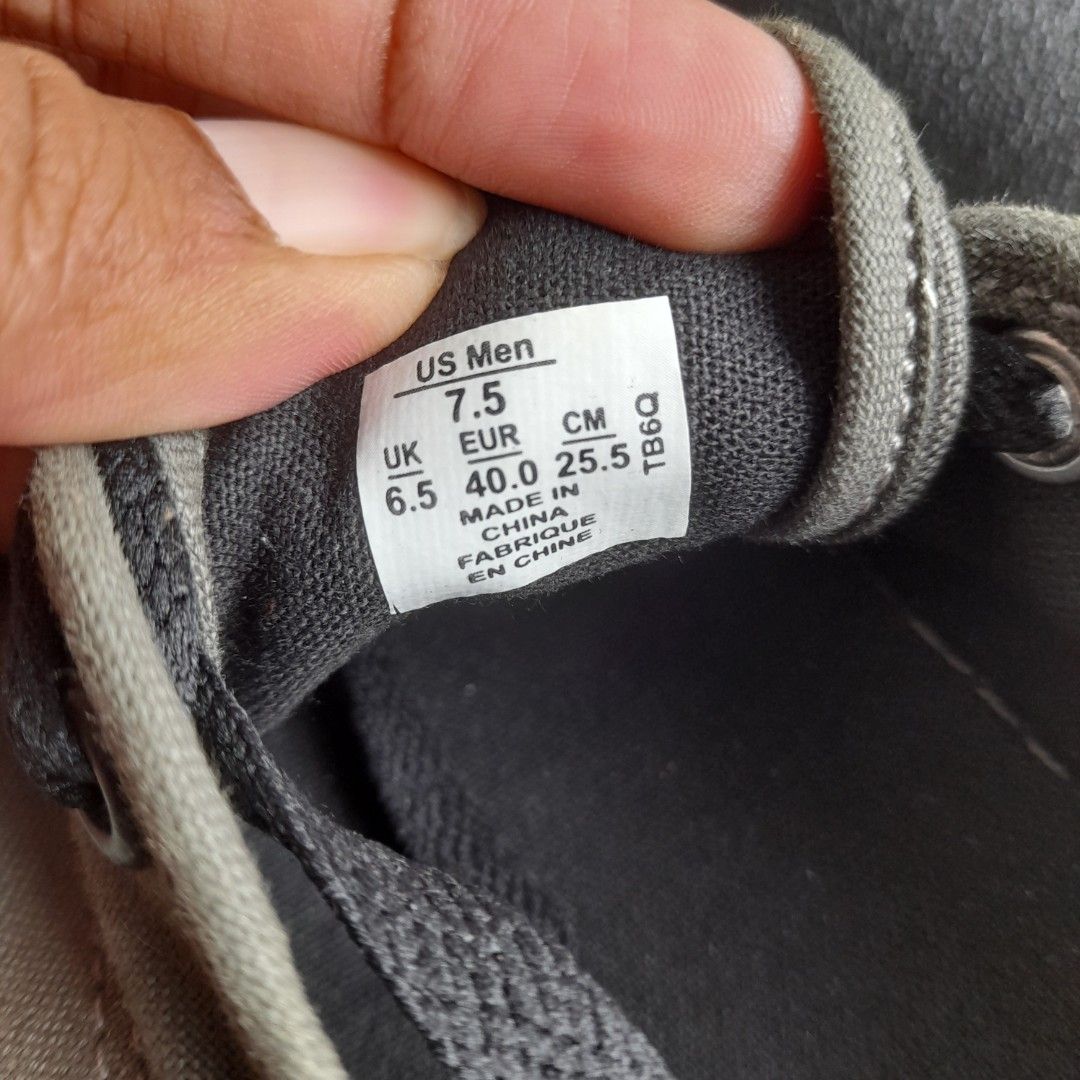 US Men
7.5
UK EUR CM
6.5 40.0 25.5
TB6Q
MADE IN
CHINA
FABRIQUE
EN CHINE